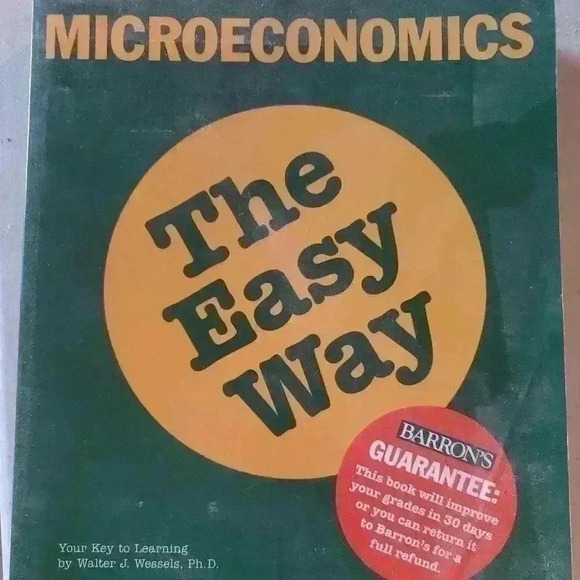 MICROECONOMICS
The
Easy
Way
BARRON'S
GUARANTEE:
This book will improve
your grades in 30 days
or you can return it
to Barron's for a
full refund.
Your Key to Learning
by Walter J. Wessels, Ph.D.